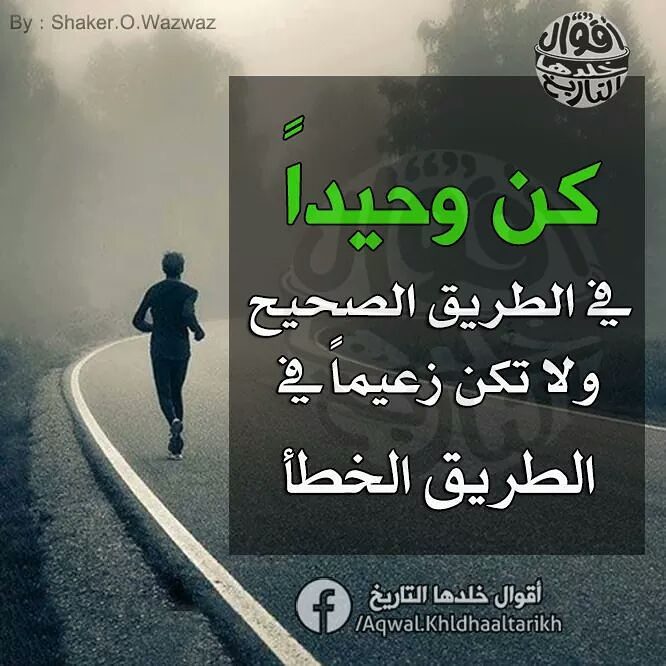 By : Shaker.O.Wazwaz
أقوال
خلدها
التاريخ
كن وحيداً
في الطريق الصحيح
ولا تكن زعيماً في
الطريق الخطأ
أقوال خلدها التاريخ
/Aqwal.Khldhaaltarikh